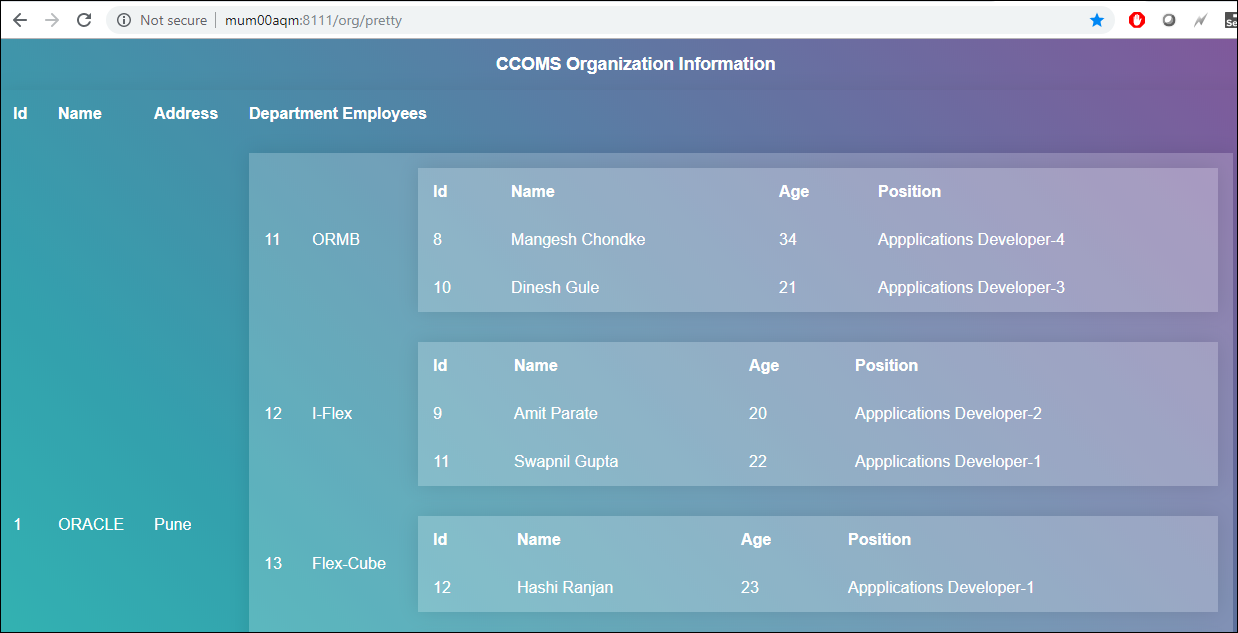 Not secure mum00aqm:8111/org/pretty Se
CCOMS Organization Information
Id Name Address Department Employees
Id Name Age Position
11 ORMB 8 Mangesh Chondke 34 Appplications Developer-4
10 Dinesh Gule 21 Appplications Developer-3
Id Name Age Position
12 I-Flex 9 Amit Parate 20 Appplications Developer-2
11 Swapnil Gupta 22 Appplications Developer-1
1 ORACLE Pune
Id Name Age Position
13 Flex-Cube
12 Hashi Ranjan 23 Appplications Developer-1